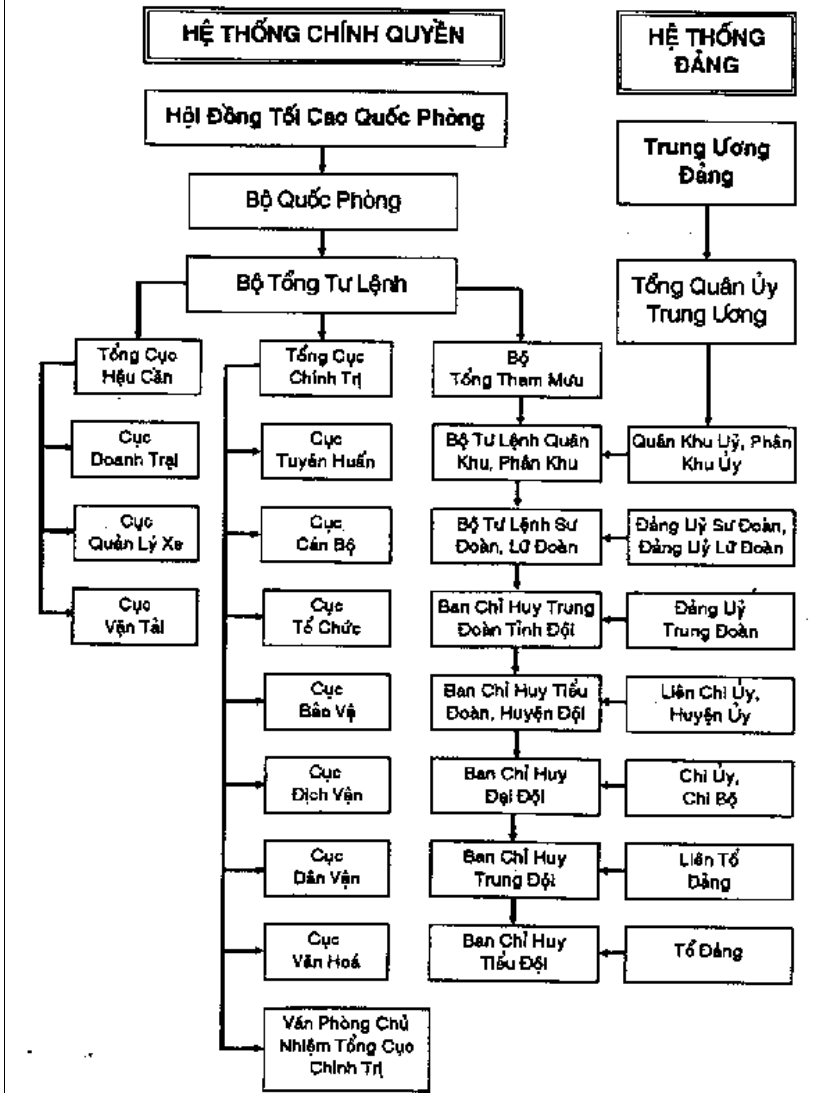 HỆ THỐNG CHÍNH QUYỀN
HỆ THỐNG
ĐẢNG
Hội Đồng Tối Cao Quốc Phòng
Trung Ương
Đảng
Bộ Quốc Phòng
Bộ Tổng Tư Lệnh
Tổng Quân Ủy
Trung Ương
Tổng Cục
Hậu Cần
Tổng Cục
Chính Trị
Bộ
Tổng Tham Mưu
Cục
Doanh Trại
Cục
Tuyên Huấn
Bộ Tư Lệnh Quân
Khu, Phân Khu
Quân Khu Uỷ, Phân
Khu Ủy
Cục
Quản Lý Xe
Cục
Cán Bộ
Bộ Tư Lệnh Sư
Đoàn, Lữ Đoàn
Đảng Uỷ Sư Đoàn,
Đảng Uỷ Lữ Đoàn
Cục
Vận Tải
Cục
Tổ Chức
Ban Chỉ Huy Trung
Đoàn Tỉnh Đội
Đảng Uỷ
Trung Đoàn
Cục
Bảo Vệ
Ban Chỉ Huy Tiểu
Đoàn, Huyện Đội
Liên Chi Ủy,
Huyện Ủy
Cục
Địch Vận
Ban Chỉ Huy
Đại Đội
Chi Ủy,
Chi Bộ
Cục
Dân Vận
Ban Chỉ Huy
Trung Đội
Liên Tổ
Đảng
Cục
Văn Hoá
Ban Chỉ Huy
Tiểu Đội
Tổ Đảng
Văn Phòng Chủ
Nhiệm Tổng Cục
Chính Trị